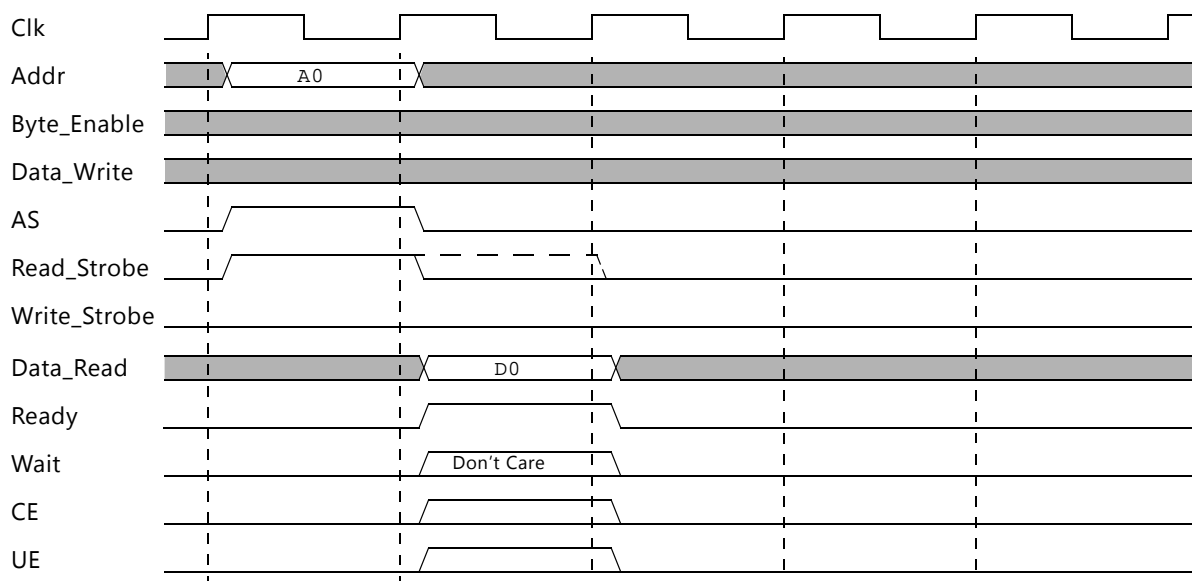 Clk
Addr
A0
Byte_Enable
Data_Write
AS
Read_Strobe
Write_Strobe
Data_Read
D0
Ready
Wait
Don't Care
CE
UE